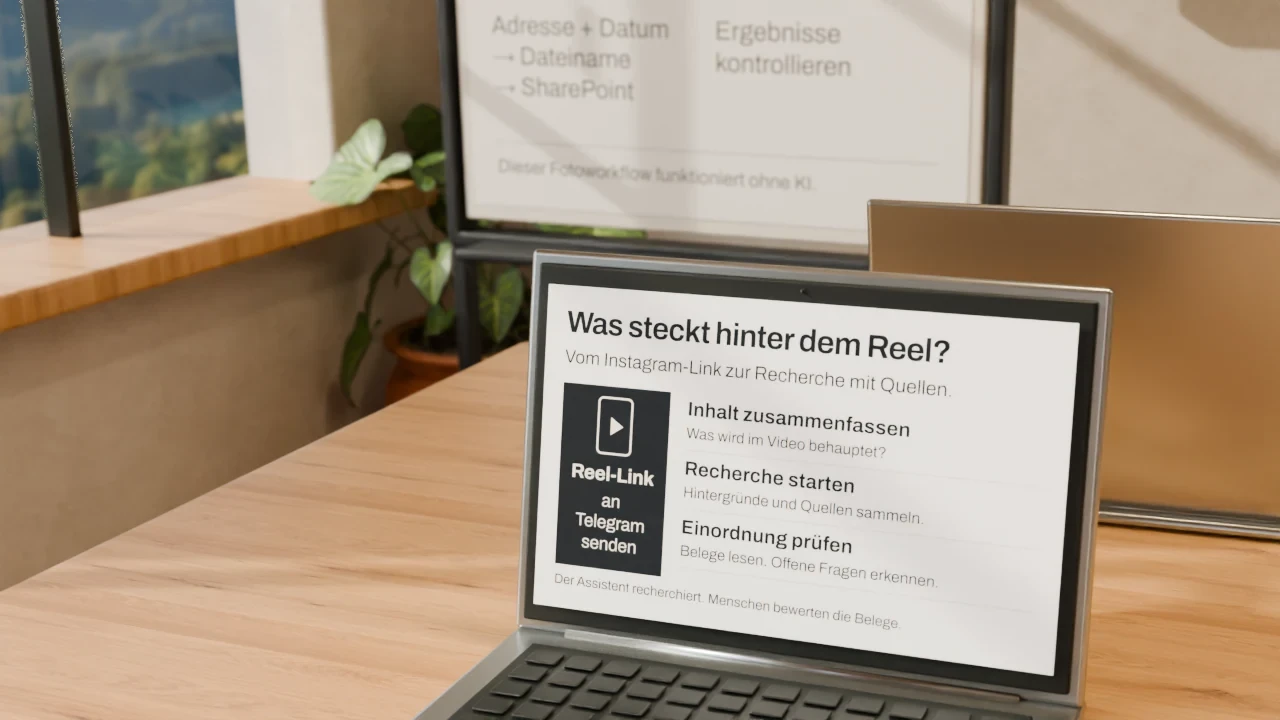 Adresse + Datum
→ Dateiname
→ SharePoint
Ergebnisse
kontrollieren
Dieser Fotoworkflow funktioniert ohne KI.
Was steckt hinter dem Reel?
Vom Instagram-Link zur Recherche mit Quellen.
Reel-Link
an
Telegram
senden
Inhalt zusammenfassen
Was wird im Video behauptet?
Recherche starten
Hintergründe und Quellen sammeln.
Einordnung prüfen
Belege lesen. Offene Fragen erkennen.
Der Assistent recherchiert. Menschen bewerten die Belege.